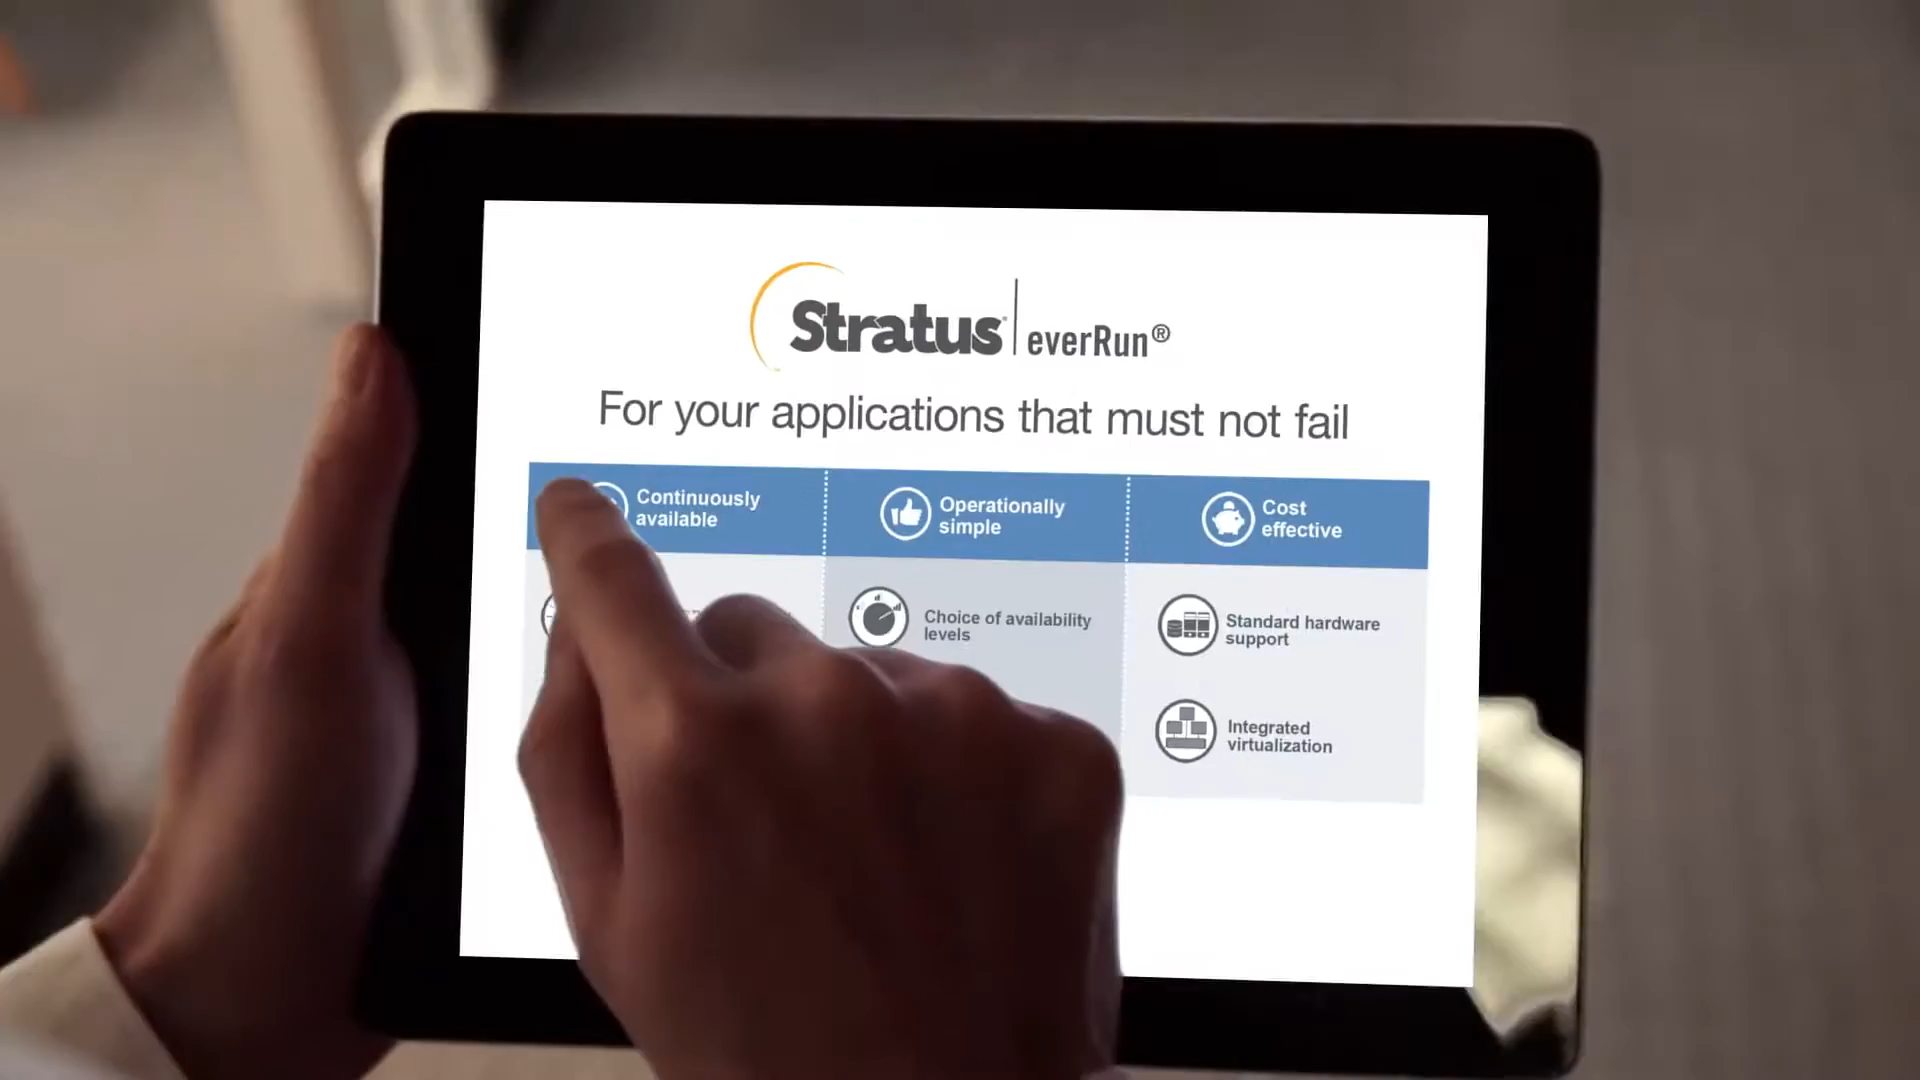 Stratus
everRun®
For your applications that must not fail
Continuously
available
Operationally
simple
Cost
effective
Choice of availability
levels
Standard hardware
support
Integrated
virtualization